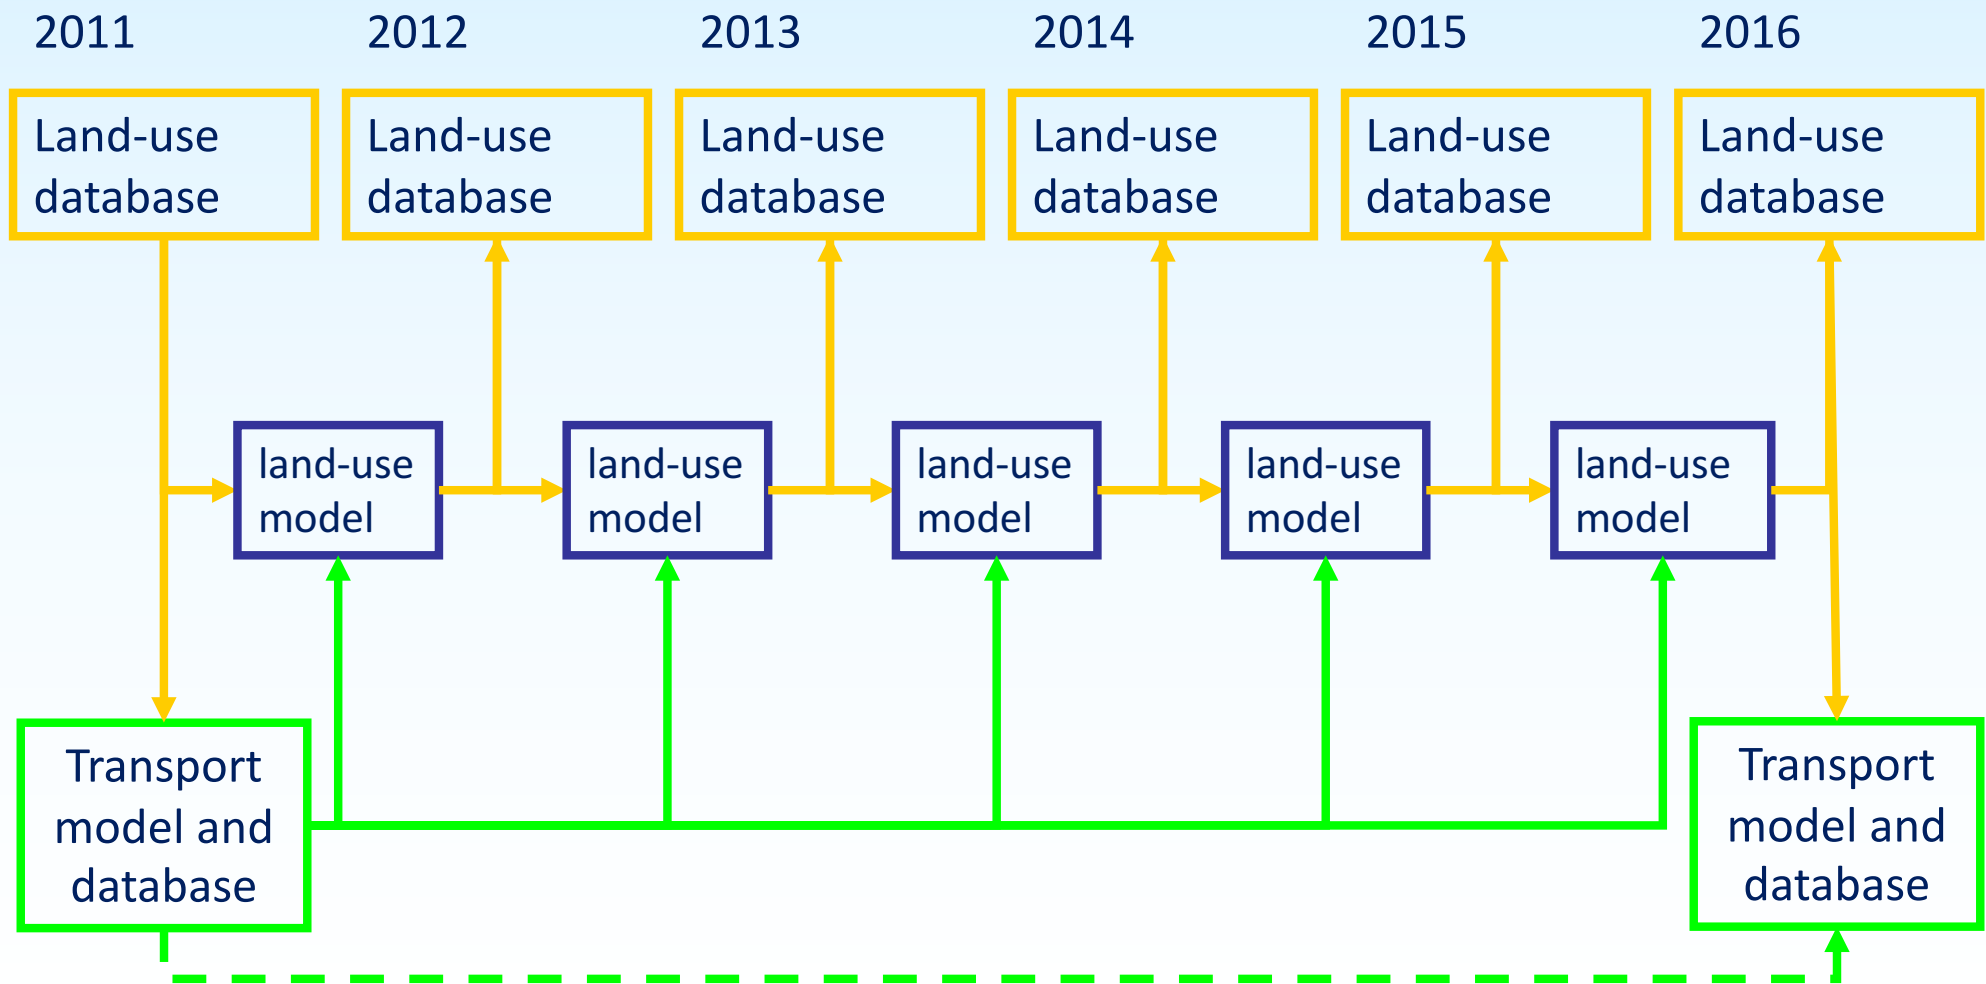 2011
2012
2013
2014
2015
2016
Land-use
database
Land-use
database
Land-use
database
Land-use
database
Land-use
database
Land-use
database
land-use
model
land-use
model
land-use
model
land-use
model
land-use
model
Transport
model and
database
Transport
model and
database